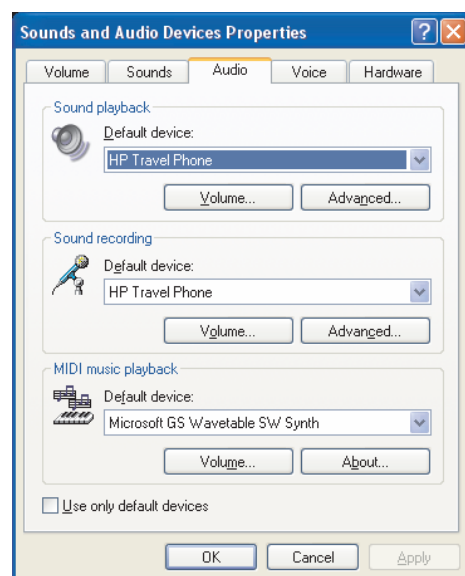 Sounds and Audio Devices Properties
Volume Sounds Audio Voice Hardware
Sound playback
Default device:
HP Travel Phone
Volume... Advanced...
Sound recording
Default device:
HP Travel Phone
Volume... Advanced...
MIDI music playback
Default device:
Microsoft GS Wavetable SW Synth
Volume... About...
Use only default devices
OK Cancel Apply